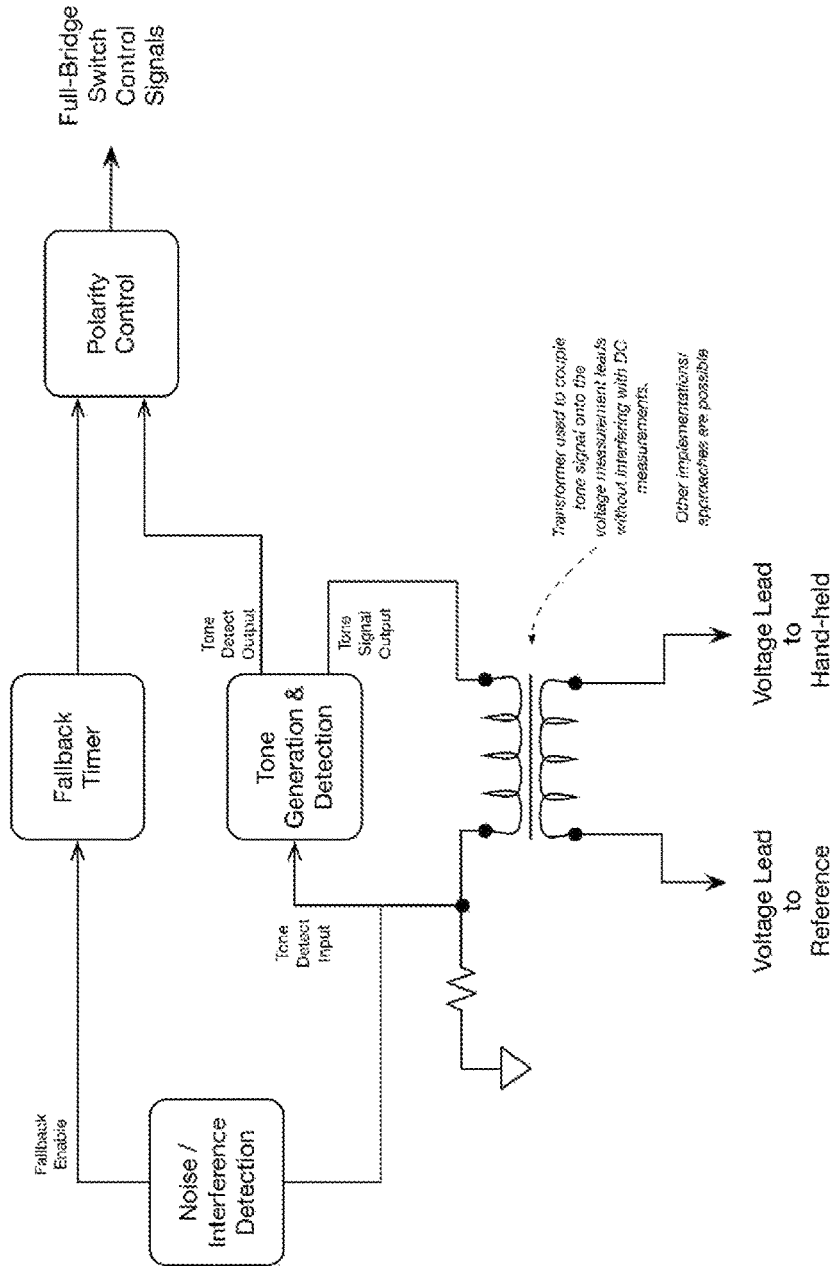 Full-Bridge
Switch
Control
Signals
Polarity
Control
Fallback
Timer
Tone
Detect
Output
Tone
Signal
Output
Tone
Generation &
Detection
Tone
Detect
Input
Fallback
Enable
Noise /
Interference
Detection
Transformer used to couple
tone signal onto the
voltage measurement leads
without interfering with DC
measurements.
Other implementations/
approaches are possible
Voltage Lead
to
Hand-held
Voltage Lead
to
Reference